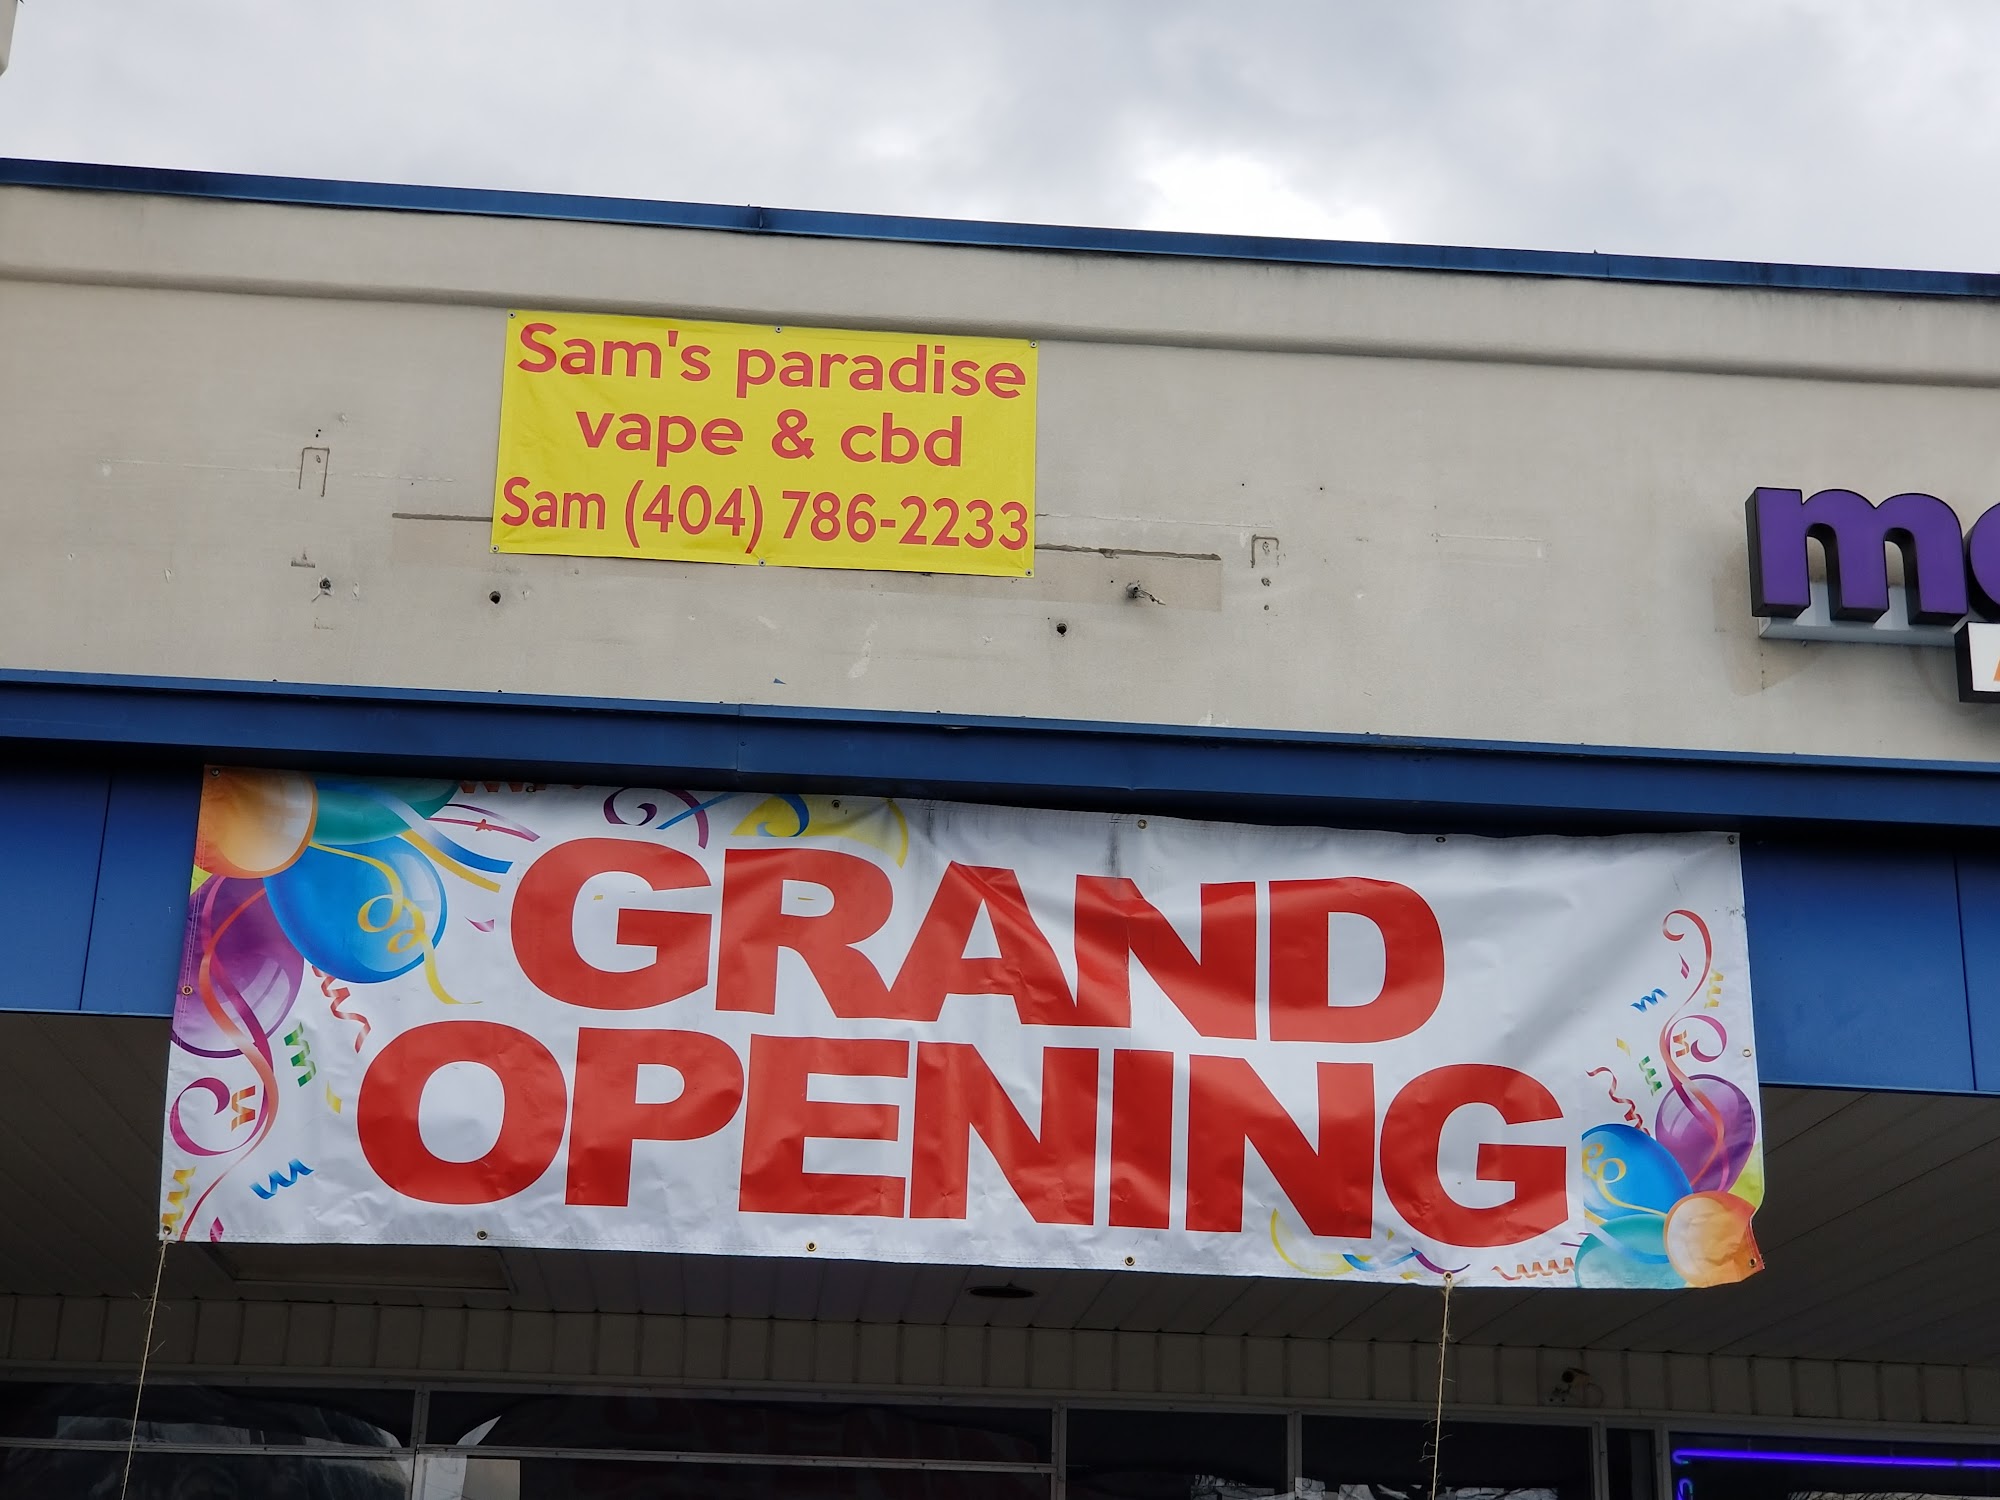 Sam's paradise
vape & cbd
Sam (404) 786-2233
GRAND
OPENING